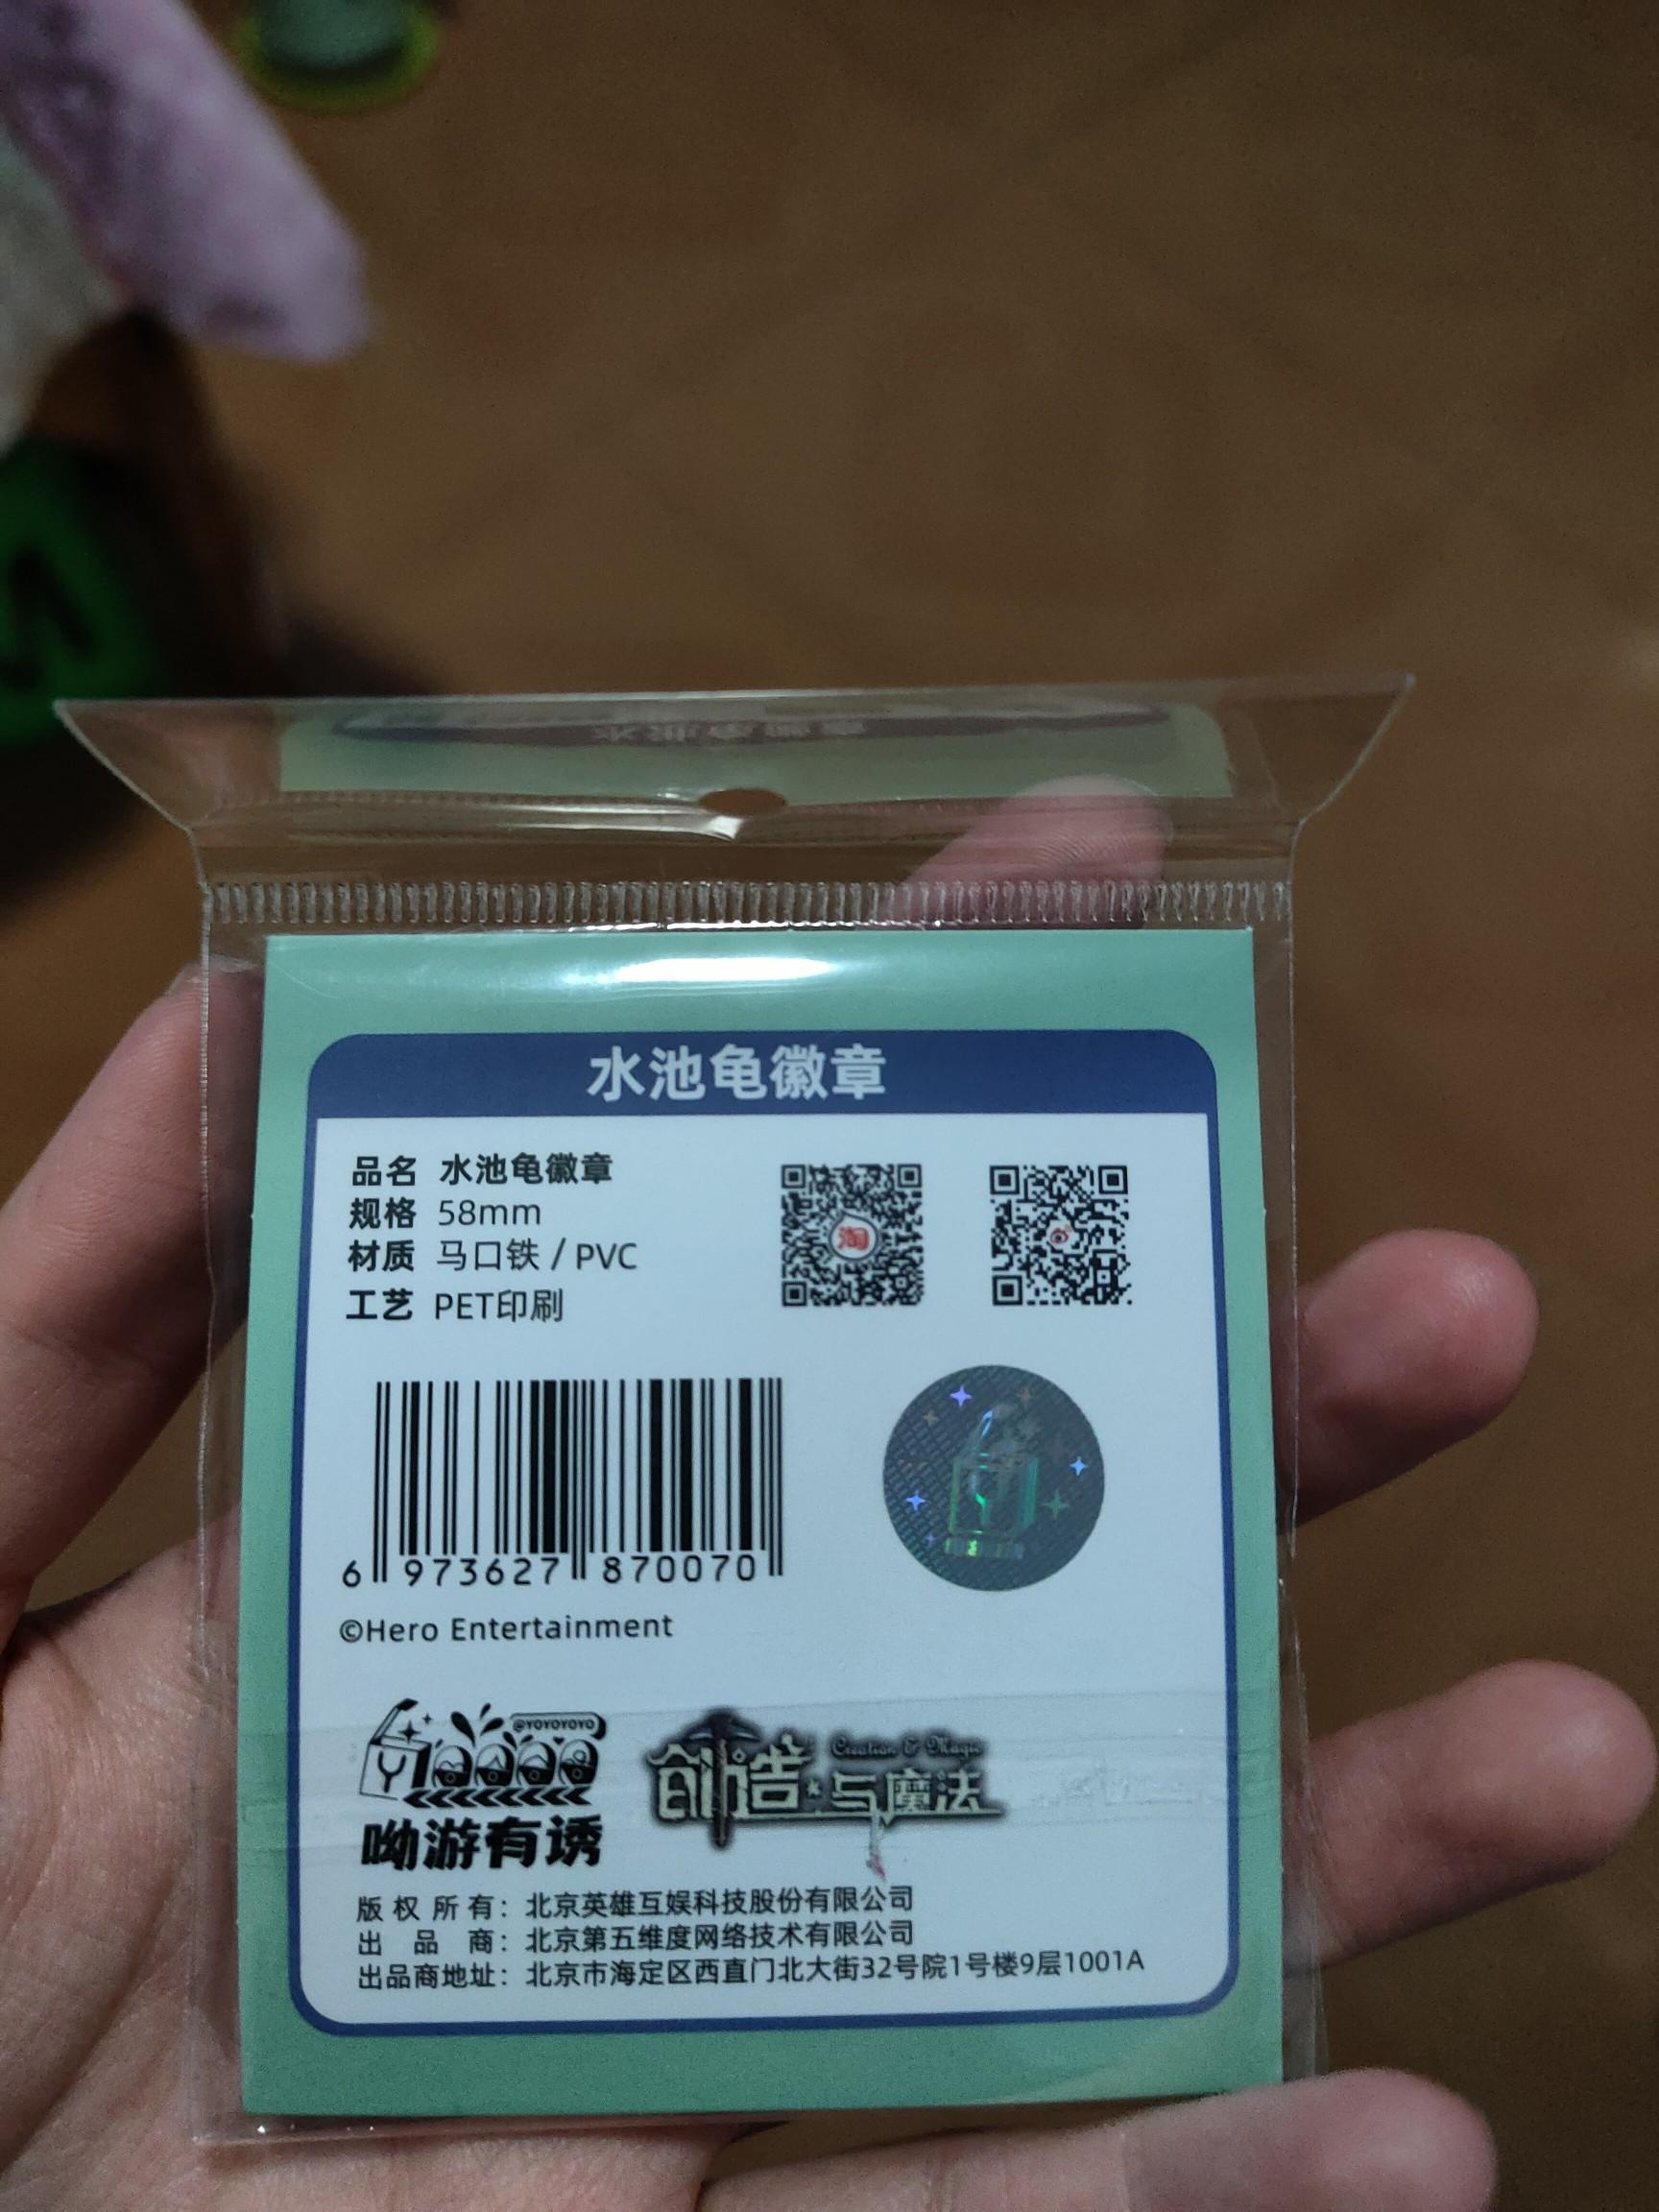 水池龟徽章
品名 水池龟徽章
规格 58mm
材质 马口铁 / PVC
工艺 PET印刷
淘
6 973627 870070
©Hero Entertainment
@YOYOYOYO
呦游有诱
创造与魔法
Creation & Magic
版权所有：北京英雄互娱科技股份有限公司
出品商：北京第五维度网络技术有限公司
出品商地址：北京市海定区西直门北大街32号院1号楼9层1001A